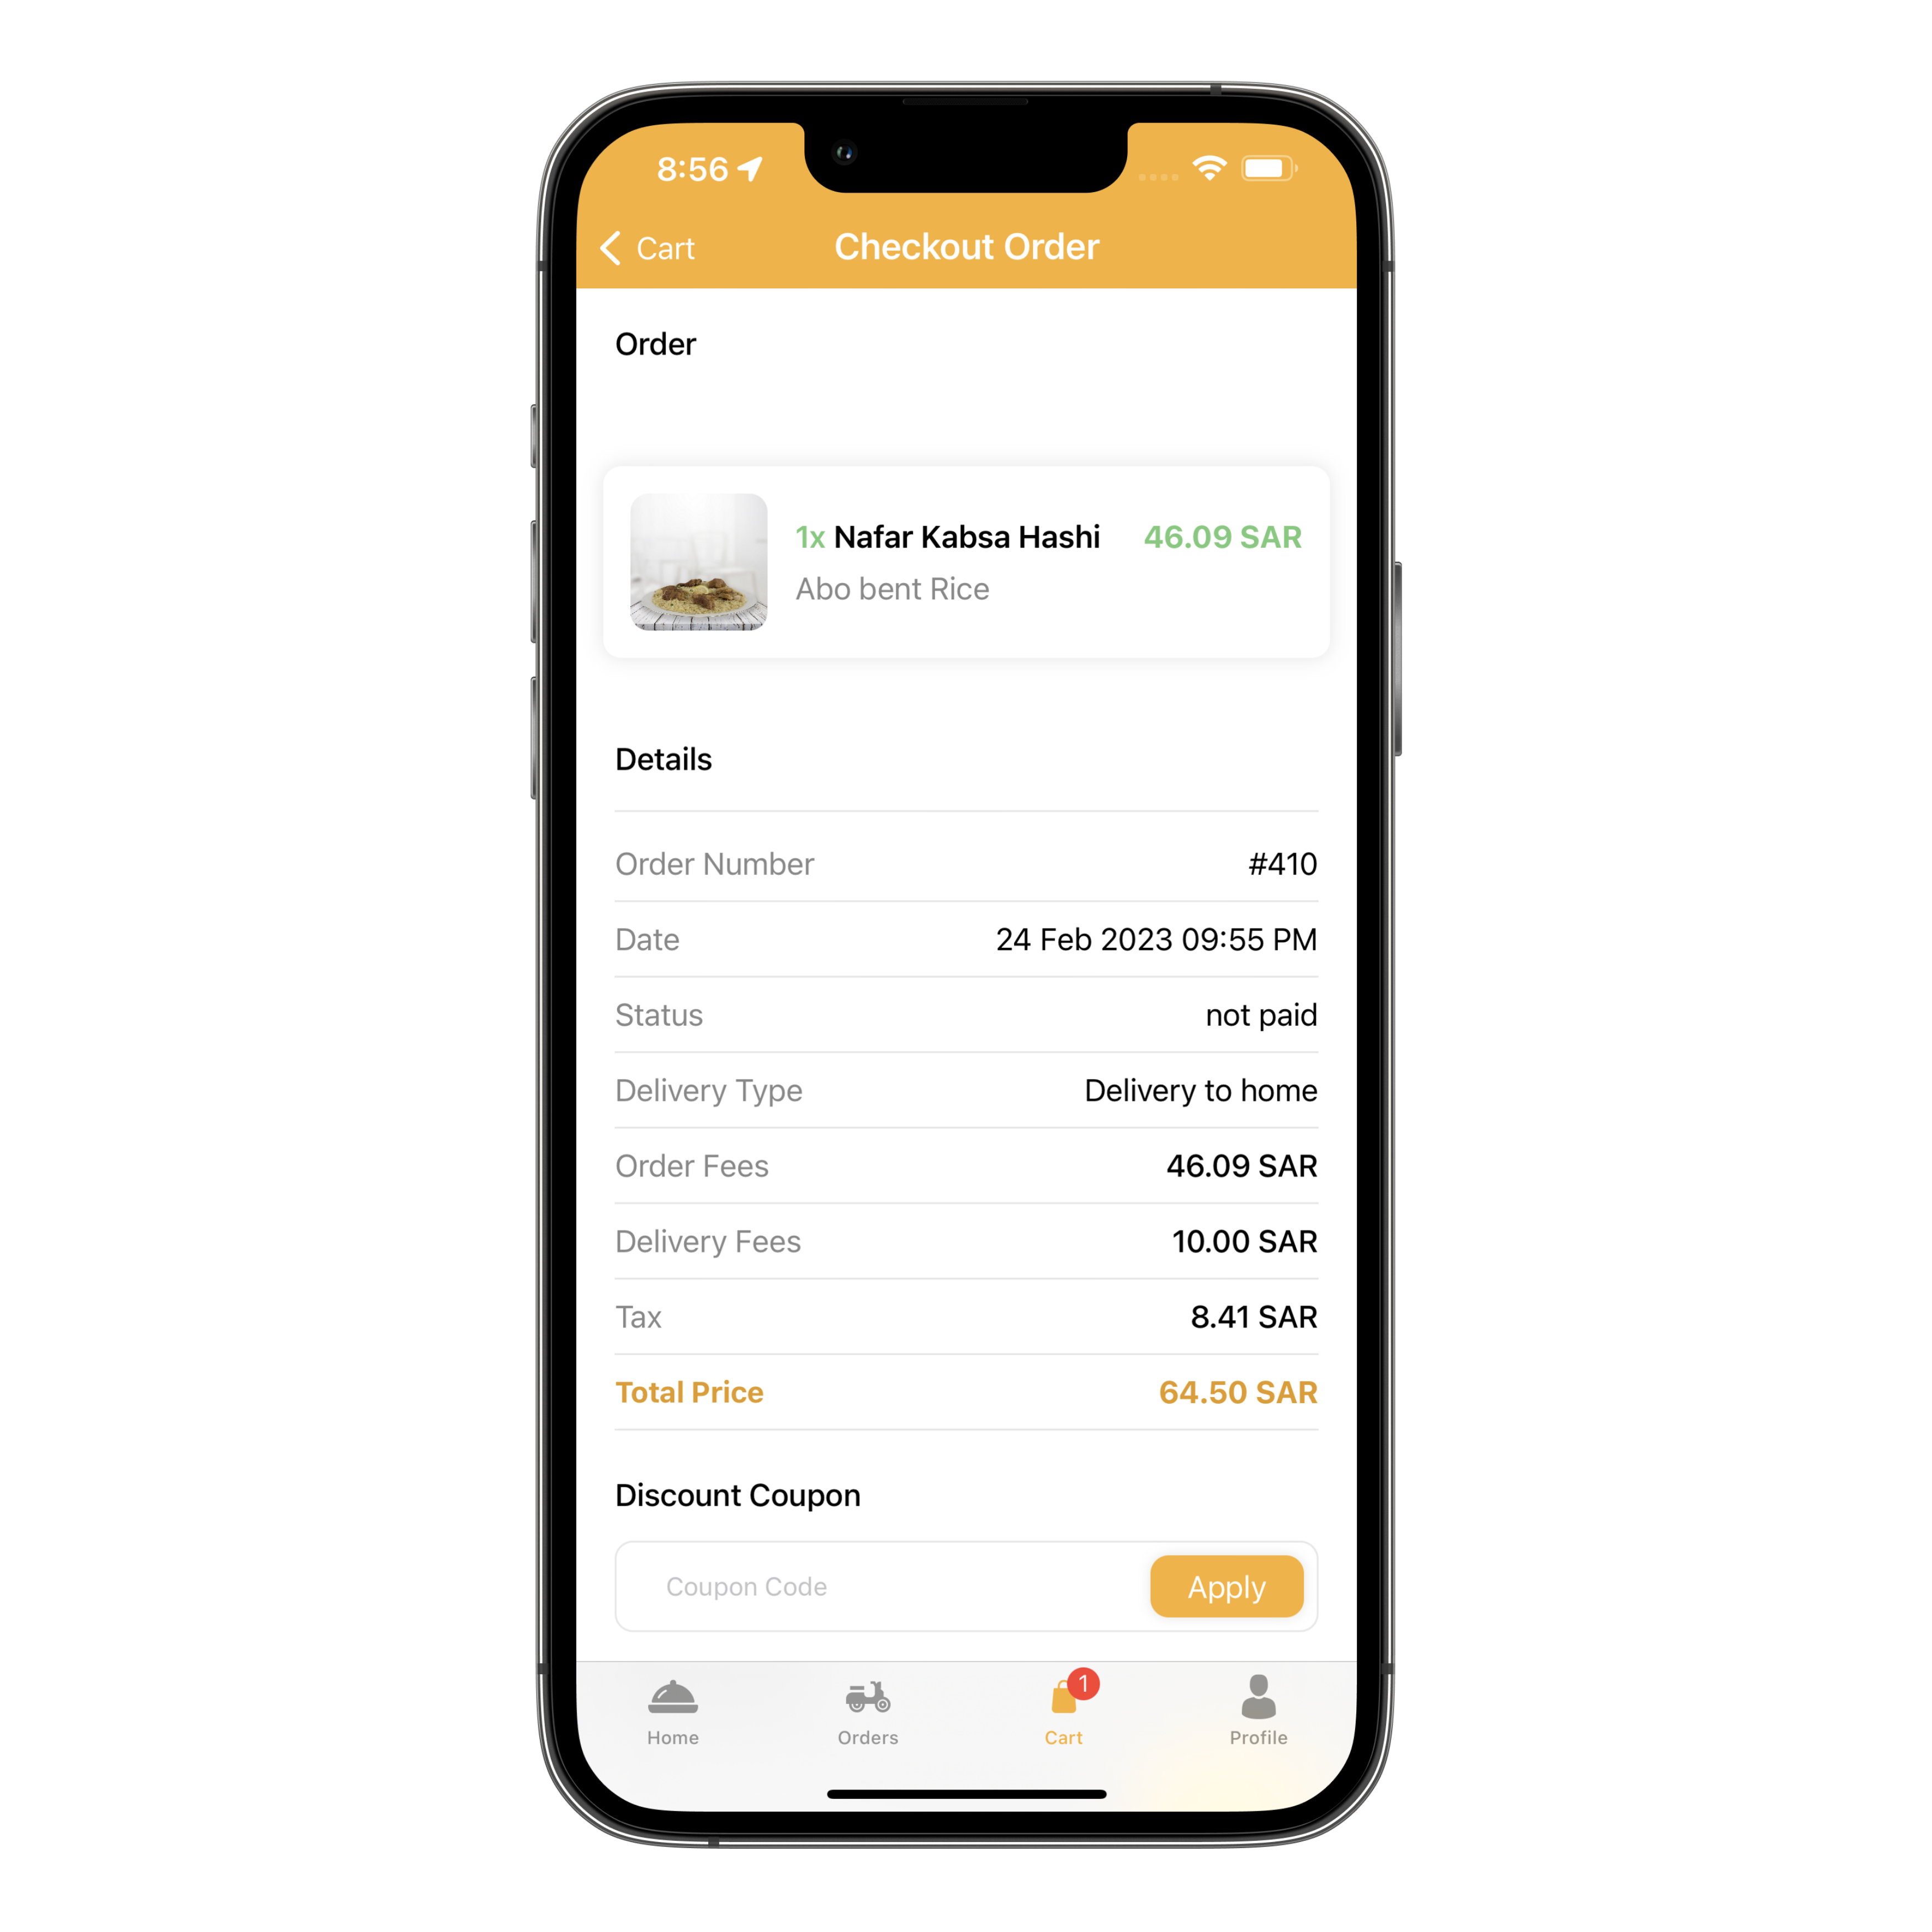 8:56
Cart
Checkout Order
Order
1x Nafar Kabsa Hashi 46.09 SAR
Abo bent Rice
Details
Order Number #410
Date 24 Feb 2023 09:55 PM
Status not paid
Delivery Type Delivery to home
Order Fees 46.09 SAR
Delivery Fees 10.00 SAR
Tax 8.41 SAR
Total Price 64.50 SAR
Discount Coupon
Coupon Code Apply
1
Home Orders Cart Profile